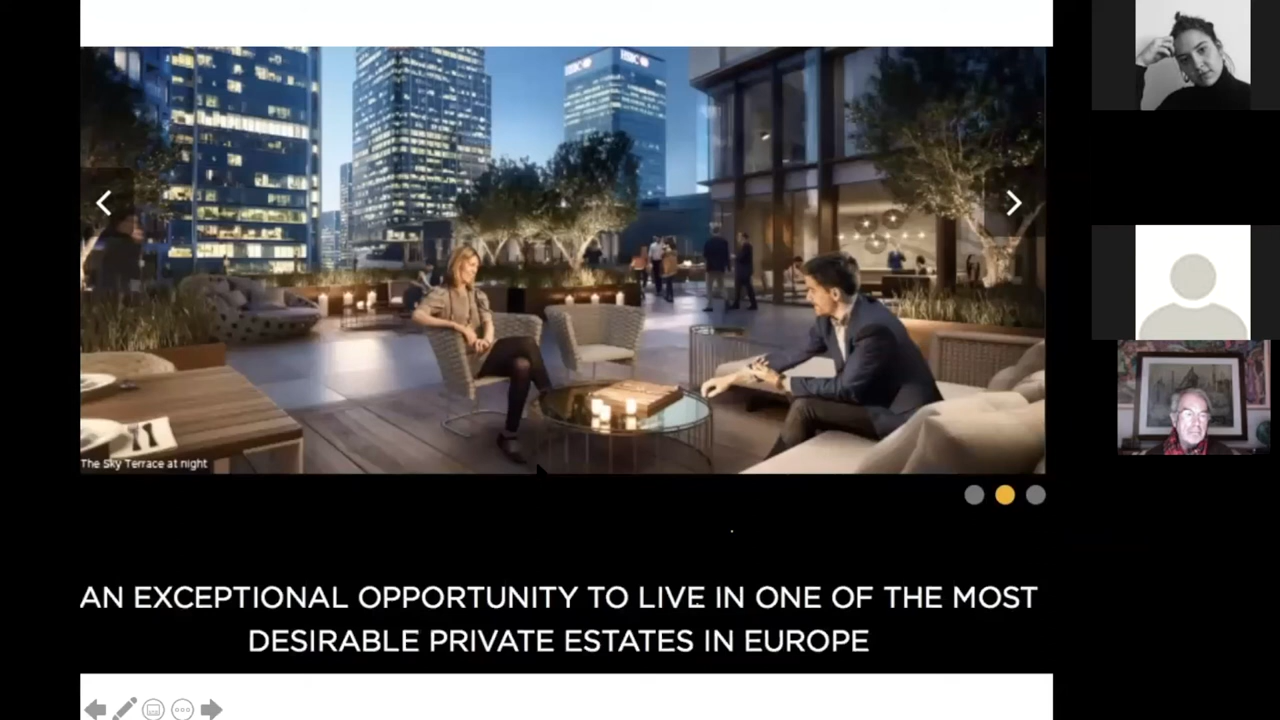 HSBC
The Sky Terrace at night
AN EXCEPTIONAL OPPORTUNITY TO LIVE IN ONE OF THE MOST
DESIRABLE PRIVATE ESTATES IN EUROPE